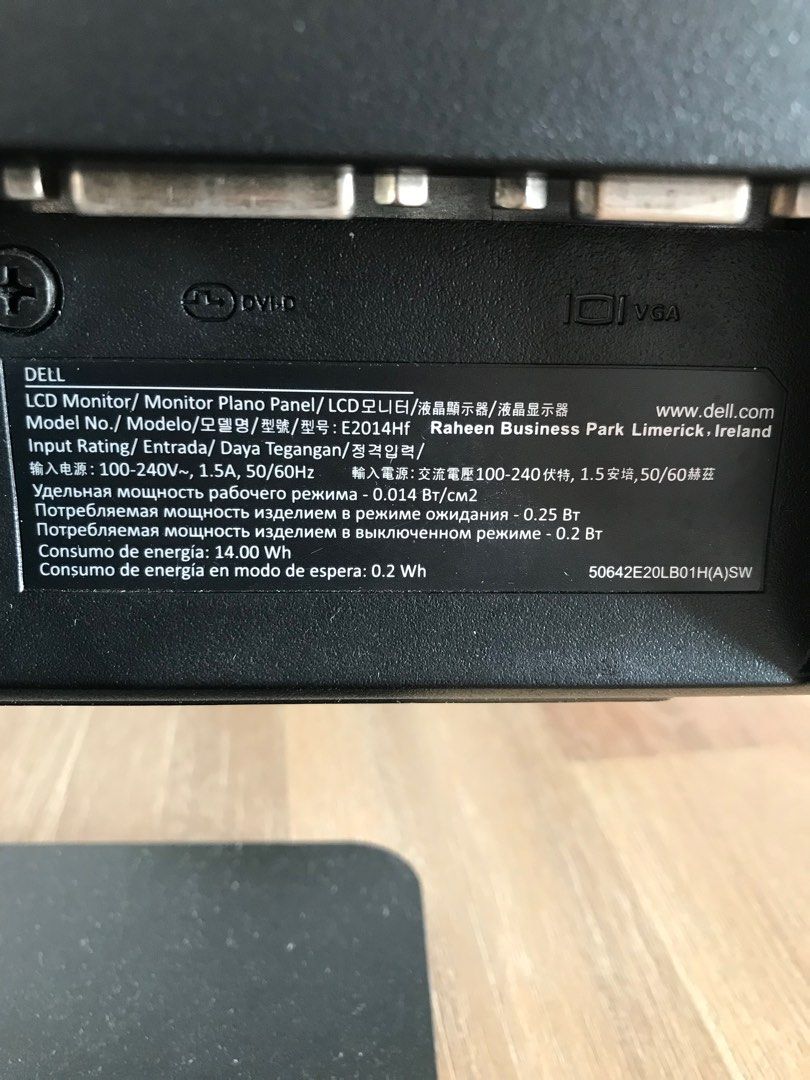 DVI-D
VGA
DELL
LCD Monitor/ Monitor Plano Panel/ LCD모니터/液晶顯示器/液晶显示器 www.dell.com
Model No./ Modelo/모델명/型號/型号: E2014Hf Raheen Business Park Limerick, Ireland
Input Rating/ Entrada/ Daya Tegangan/정격입력/
输入电源: 100-240V~, 1.5A, 50/60Hz 輸入電源: 交流電壓100-240伏特, 1.5安培,50/60赫茲
Удельная мощность рабочего режима - 0.014 Вт/см2
Потребляемая мощность изделием в режиме ожидания - 0.25 Вт
Потребляемая мощность изделием в выключенном режиме - 0.2 Вт
Consumo de energía: 14.00 Wh
Consumo de energía en modo de espera: 0.2 Wh 50642E20LB01H(A)SW